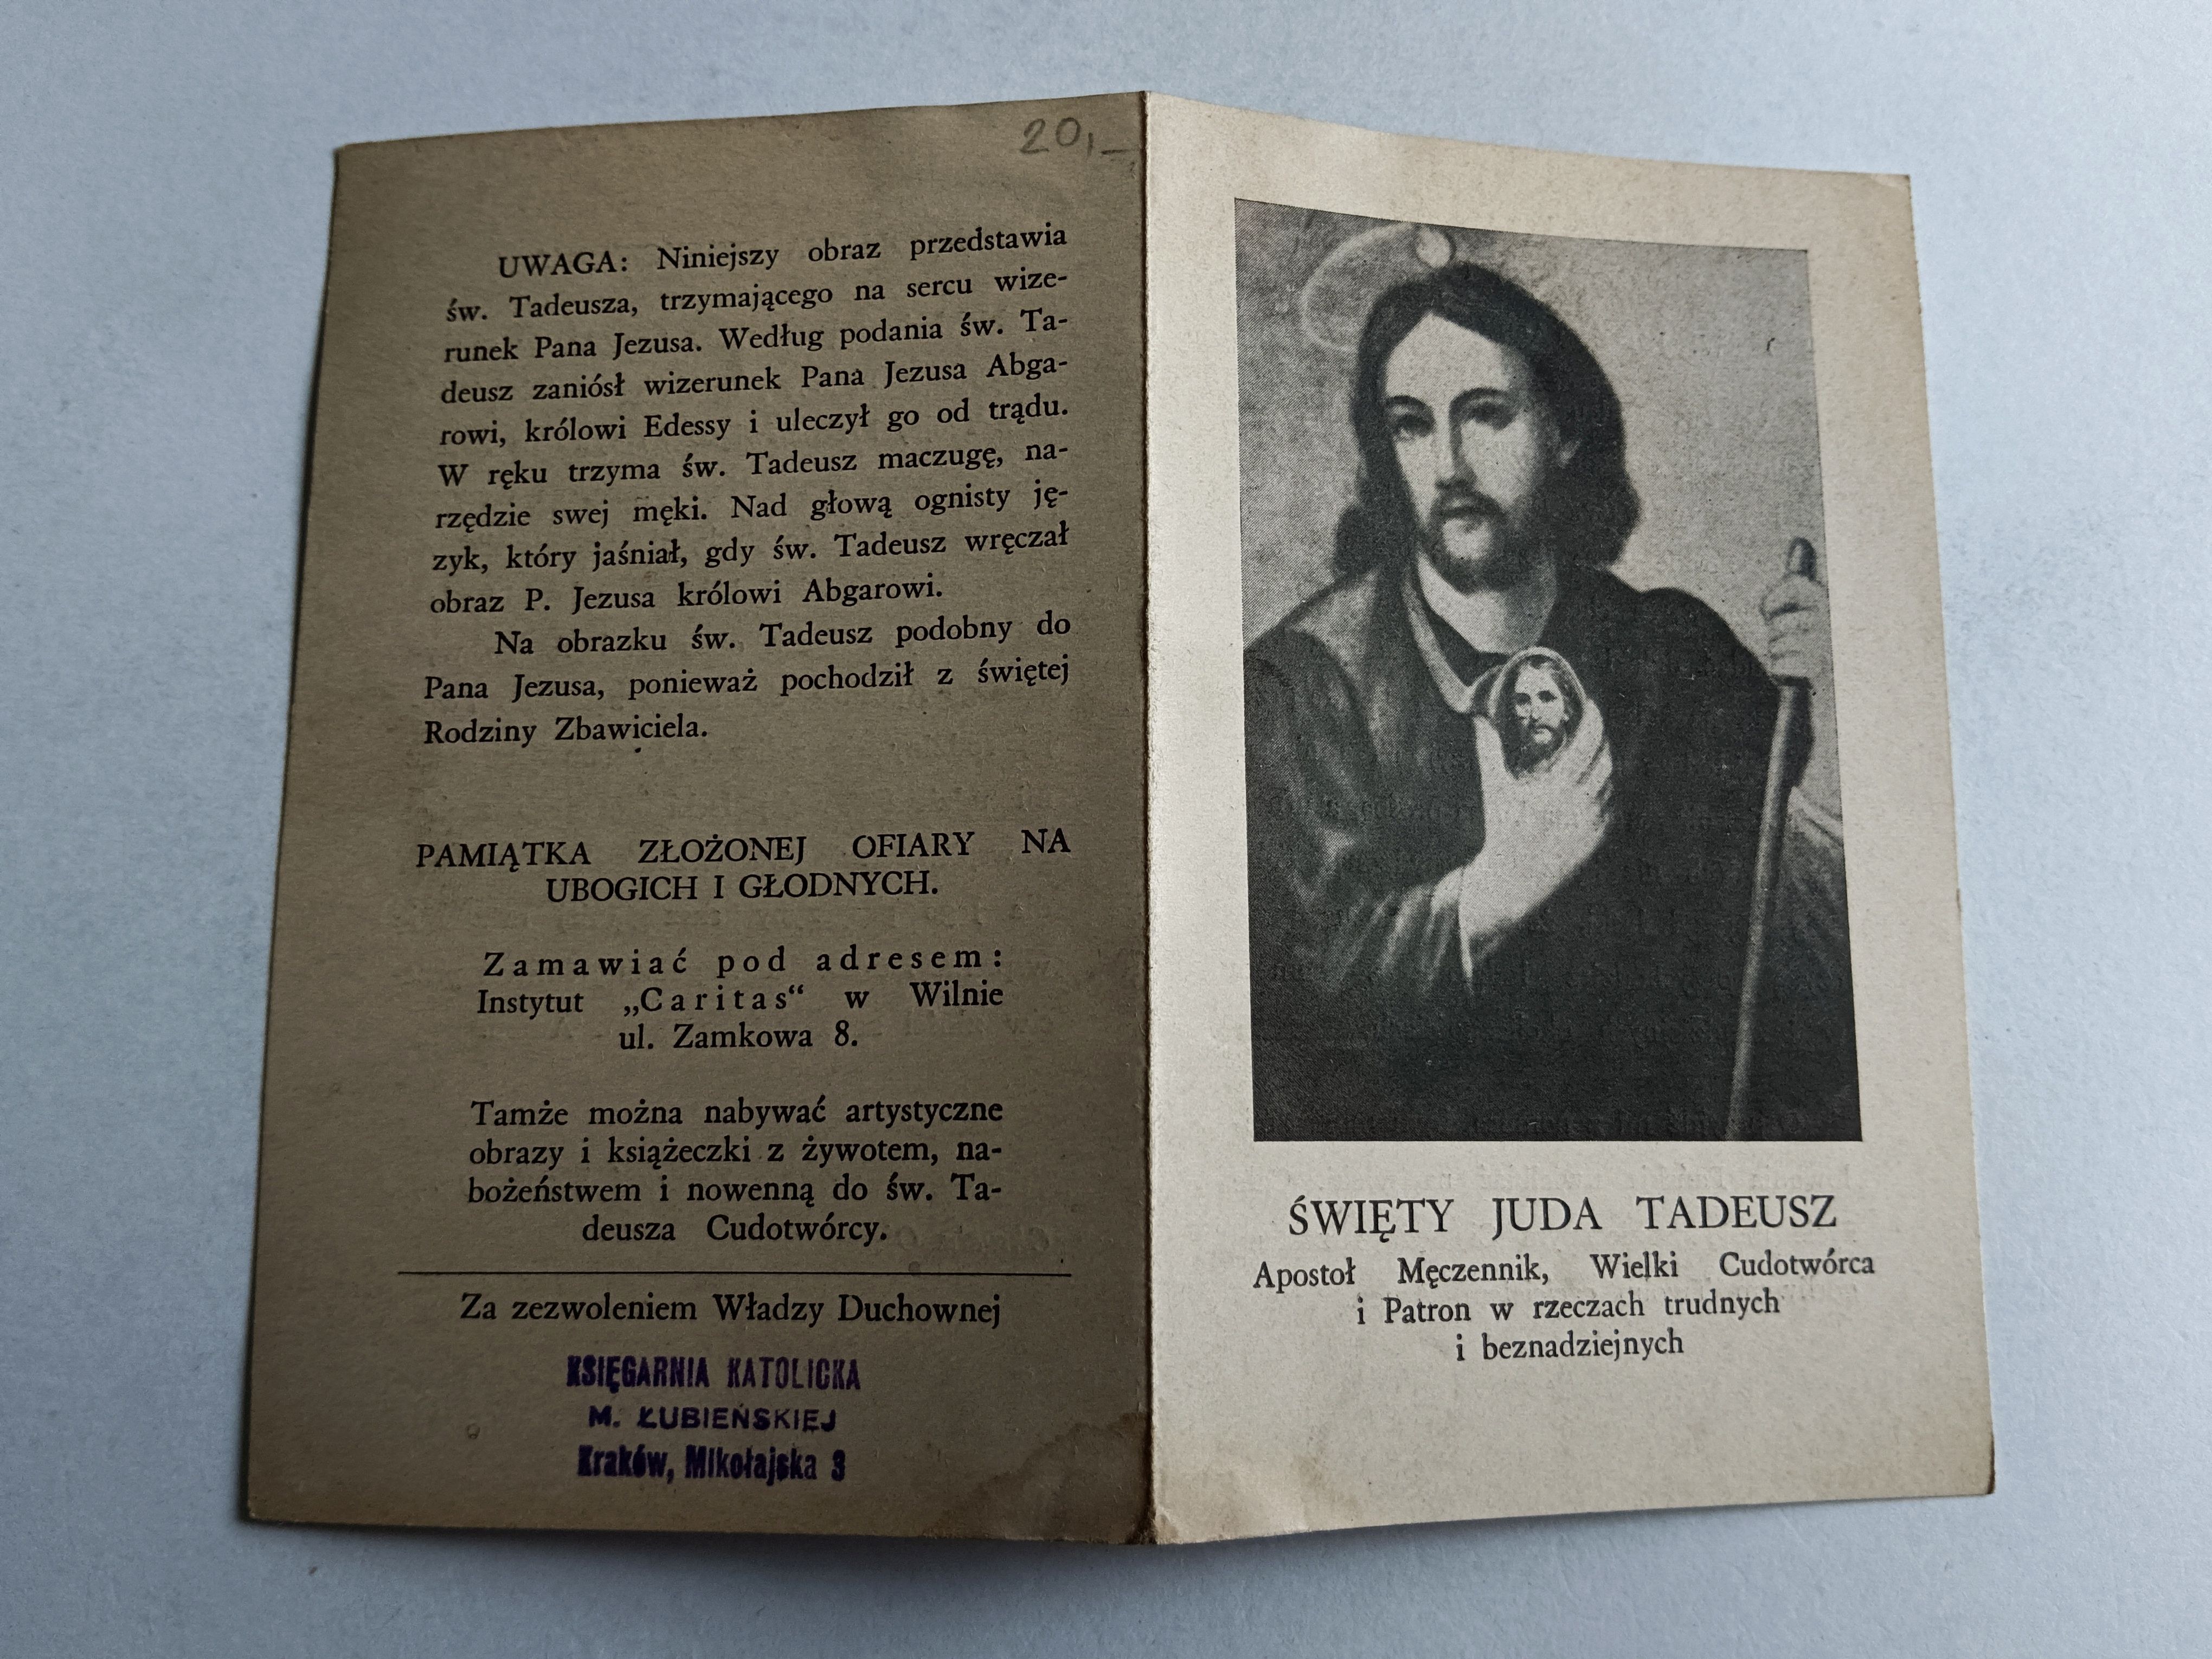 20,-
UWAGA: Niniejszy obraz przedstawia
św. Tadeusza, trzymającego na sercu wize-
runek Pana Jezusa. Według podania św. Ta-
deusz zaniósł wizerunek Pana Jezusa Abga-
rowi, królowi Edessy i uleczył go od trądu.
W ręku trzyma św. Tadeusz maczugę, na-
rzędzie swej męki. Nad głową ognisty ję-
zyk, który jaśniał, gdy św. Tadeusz wręczał
obraz P. Jezusa królowi Abgarowi.
Na obrazku św. Tadeusz podobny do
Pana Jezusa, ponieważ pochodził z świętej
Rodziny Zbawiciela.
PAMIĄTKA ZŁOŻONEJ OFIARY NA
UBOGICH I GŁODNYCH.
Zamawiać pod adresem:
Instytut „Caritas“ w Wilnie
ul. Zamkowa 8.
Tamże można nabywać artystyczne
obrazy i książeczki z żywotem, na-
bożeństwem i nowenną do św. Ta-
deusza Cudotwórcy.
Za zezwoleniem Władzy Duchownej
KSIĘGARNIA KATOLICKA
M. ŁUBIEŃSKIEJ
Kraków, Mikołajska 3
ŚWIĘTY JUDA TADEUSZ
Apostoł Męczennik, Wielki Cudotwórca
i Patron w rzeczach trudnych
i beznadziejnych